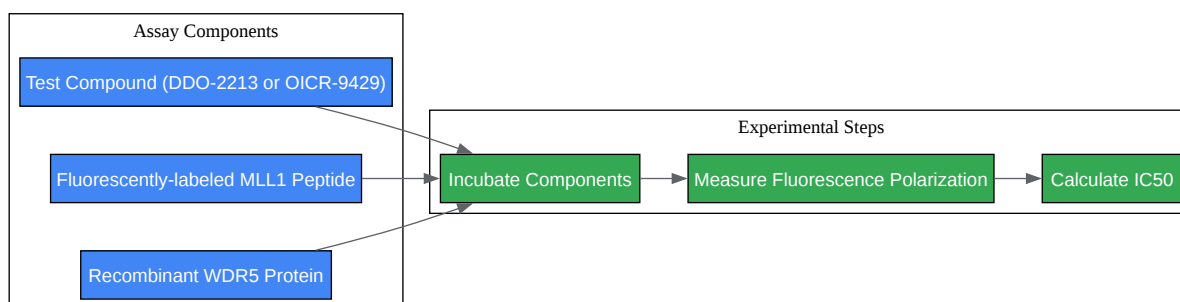 Assay Components
Test Compound (DDO-2213 or OICR-9429)
Fluorescently-labeled MLL1 Peptide
Recombinant WDR5 Protein
Experimental Steps
Incubate Components
Measure Fluorescence Polarization
Calculate IC50